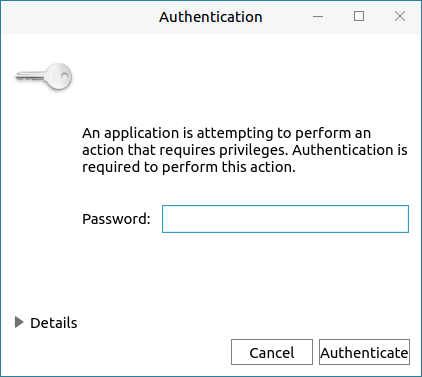 Authentication
An application is attempting to perform an
action that requires privileges. Authentication is
required to perform this action.
Password:
Details
Cancel Authenticate